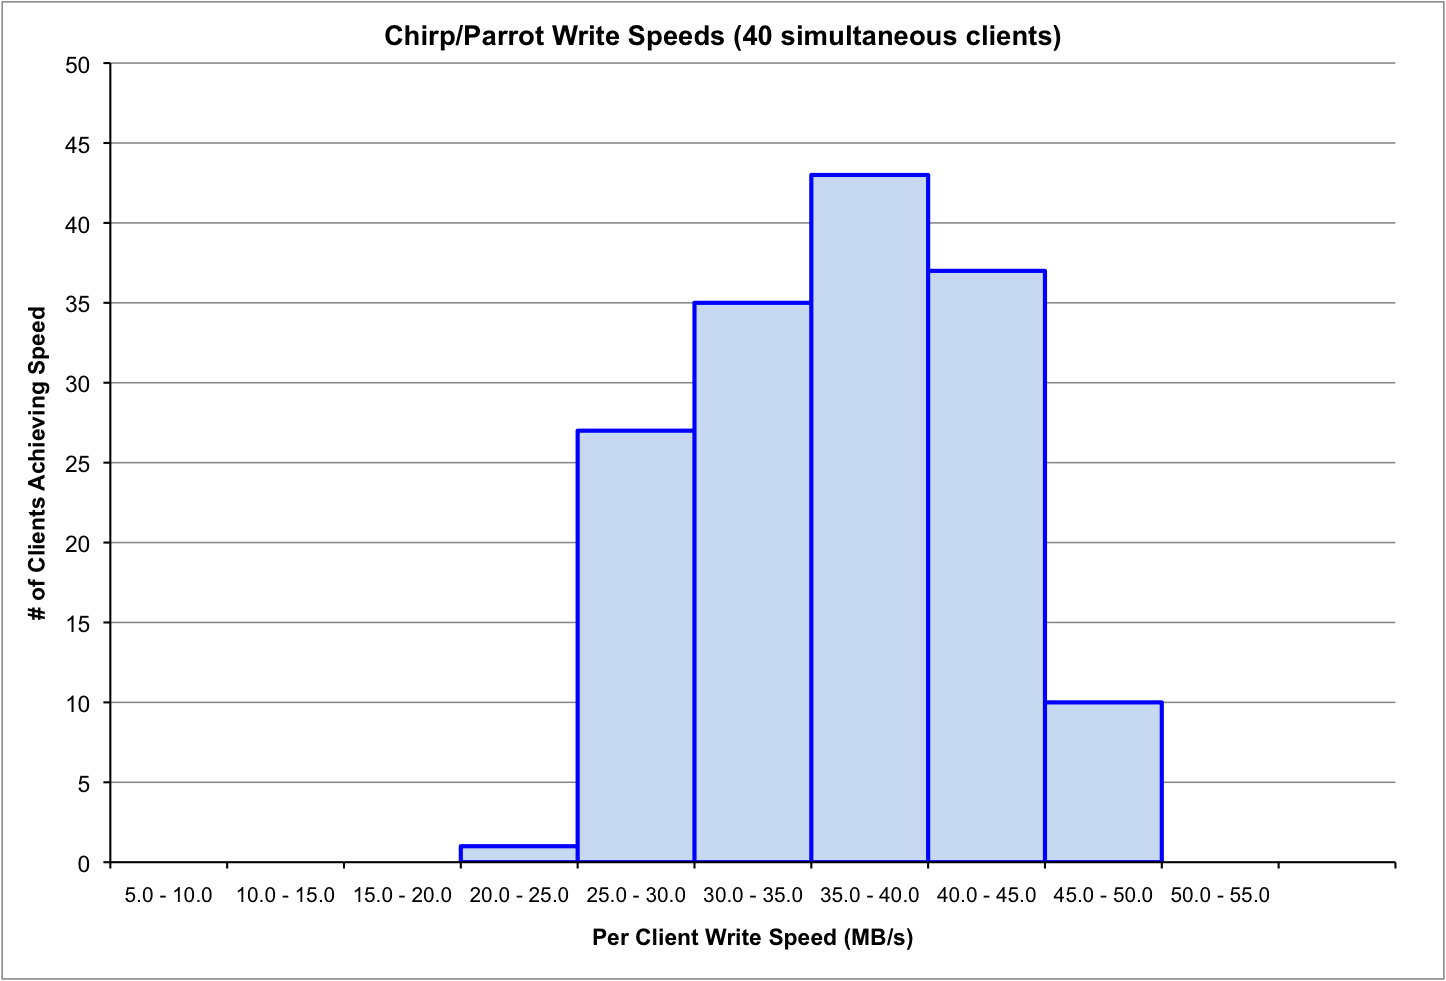 Chirp/Parrot Write Speeds (40 simultaneous clients)
50
45
40
35
30
25
20
15
10
5
0
# of Clients Achieving Speed
5.0 - 10.0 10.0 - 15.0 15.0 - 20.0 20.0 - 25.0 25.0 - 30.0 30.0 - 35.0 35.0 - 40.0 40.0 - 45.0 45.0 - 50.0 50.0 - 55.0
Per Client Write Speed (MB/s)